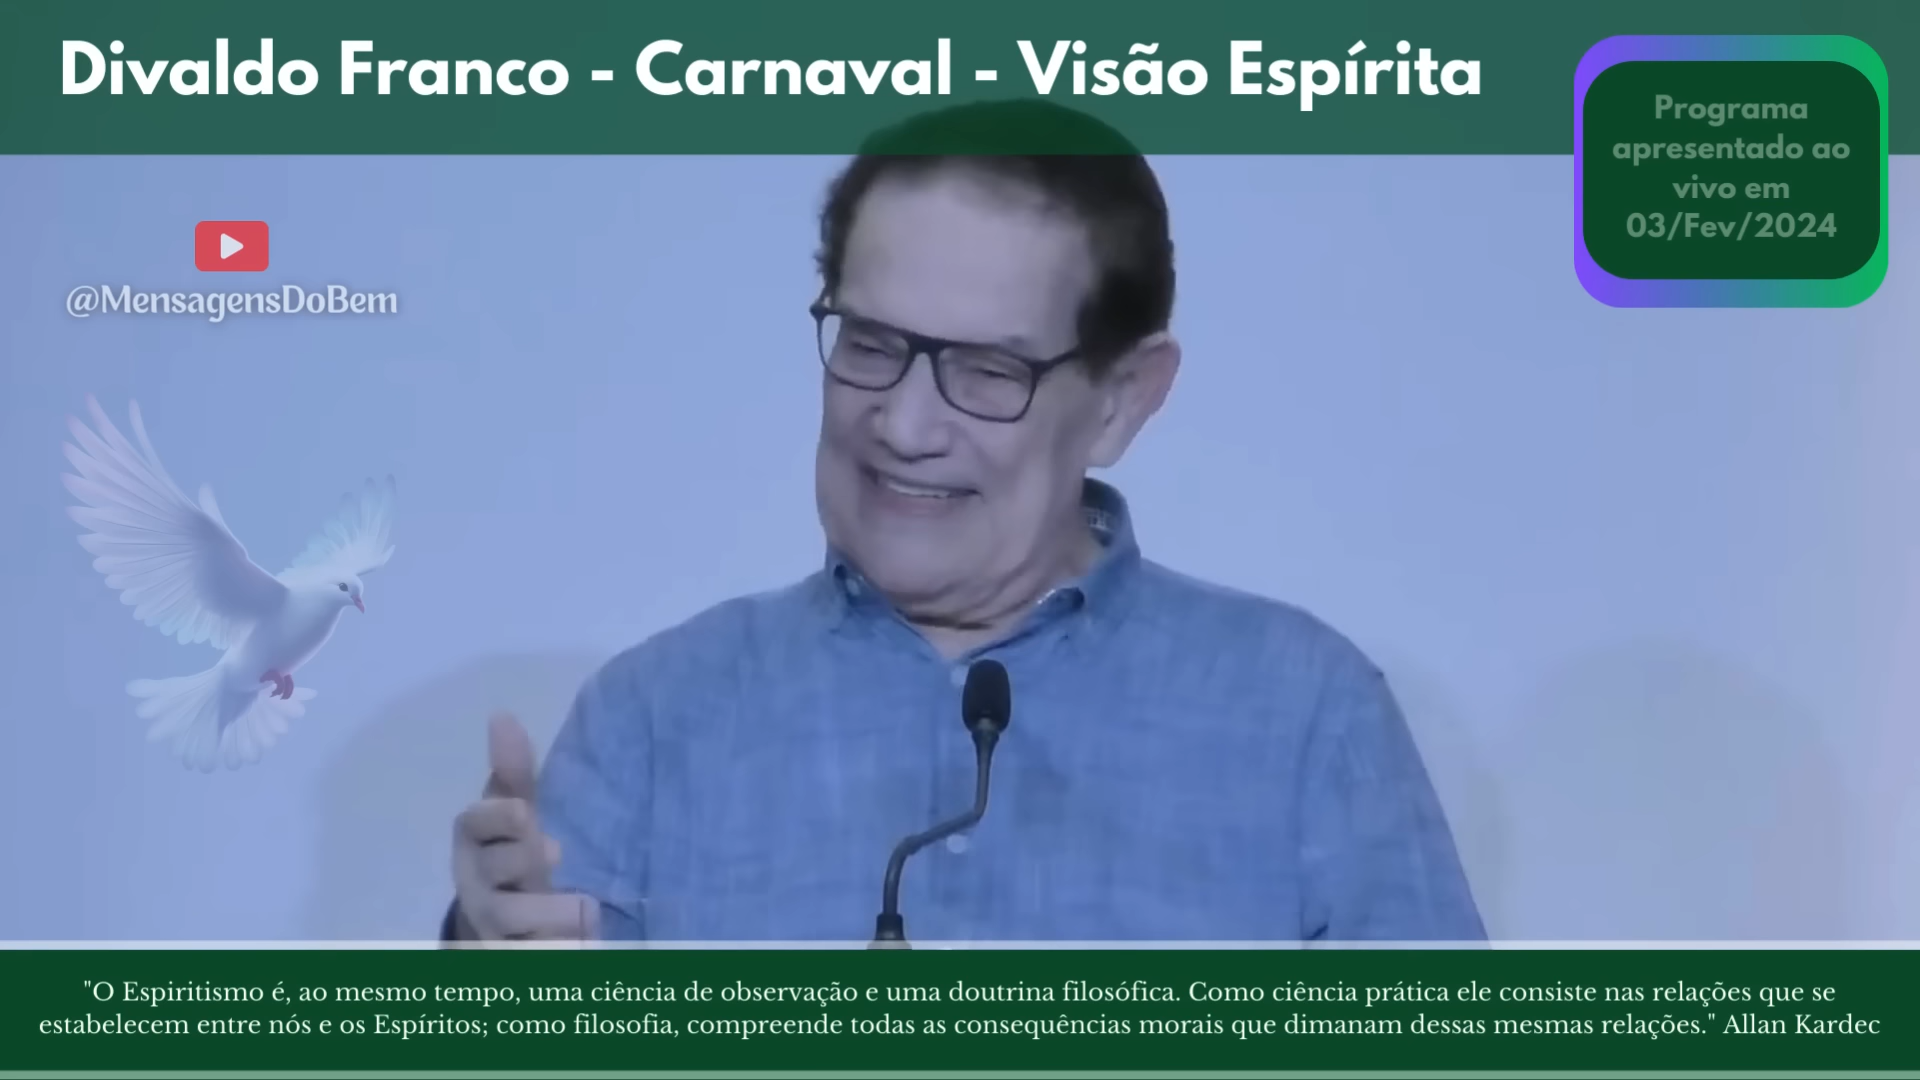 Divaldo Franco - Carnaval - Visão Espírita
Programa
apresentado ao
vivo em
03/Fev/2024
@MensagensDoBem
"O Espiritismo é, ao mesmo tempo, uma ciência de observação e uma doutrina filosófica. Como ciência prática ele consiste nas relações que se
estabelecem entre nós e os Espíritos; como filosofia, compreende todas as consequências morais que dimanam dessas mesmas relações." Allan Kardec